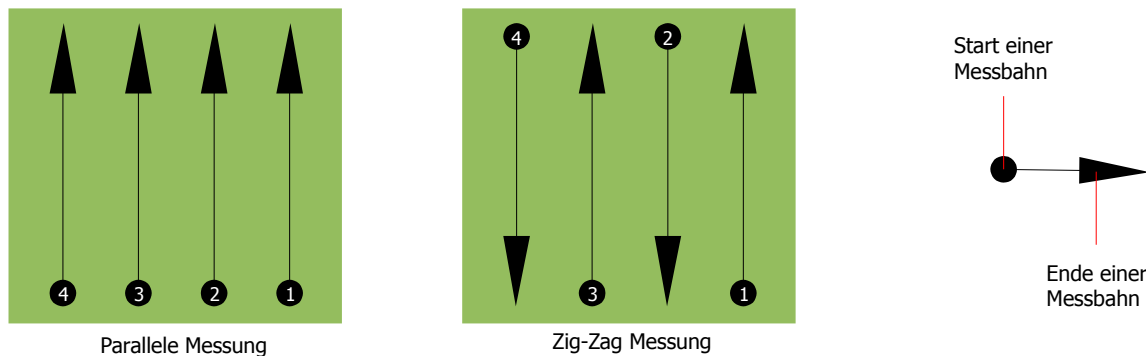 4 3 2 1
Parallele Messung
4 2
3 1
Zig-Zag Messung
Start einer
Messbahn
Ende einer
Messbahn